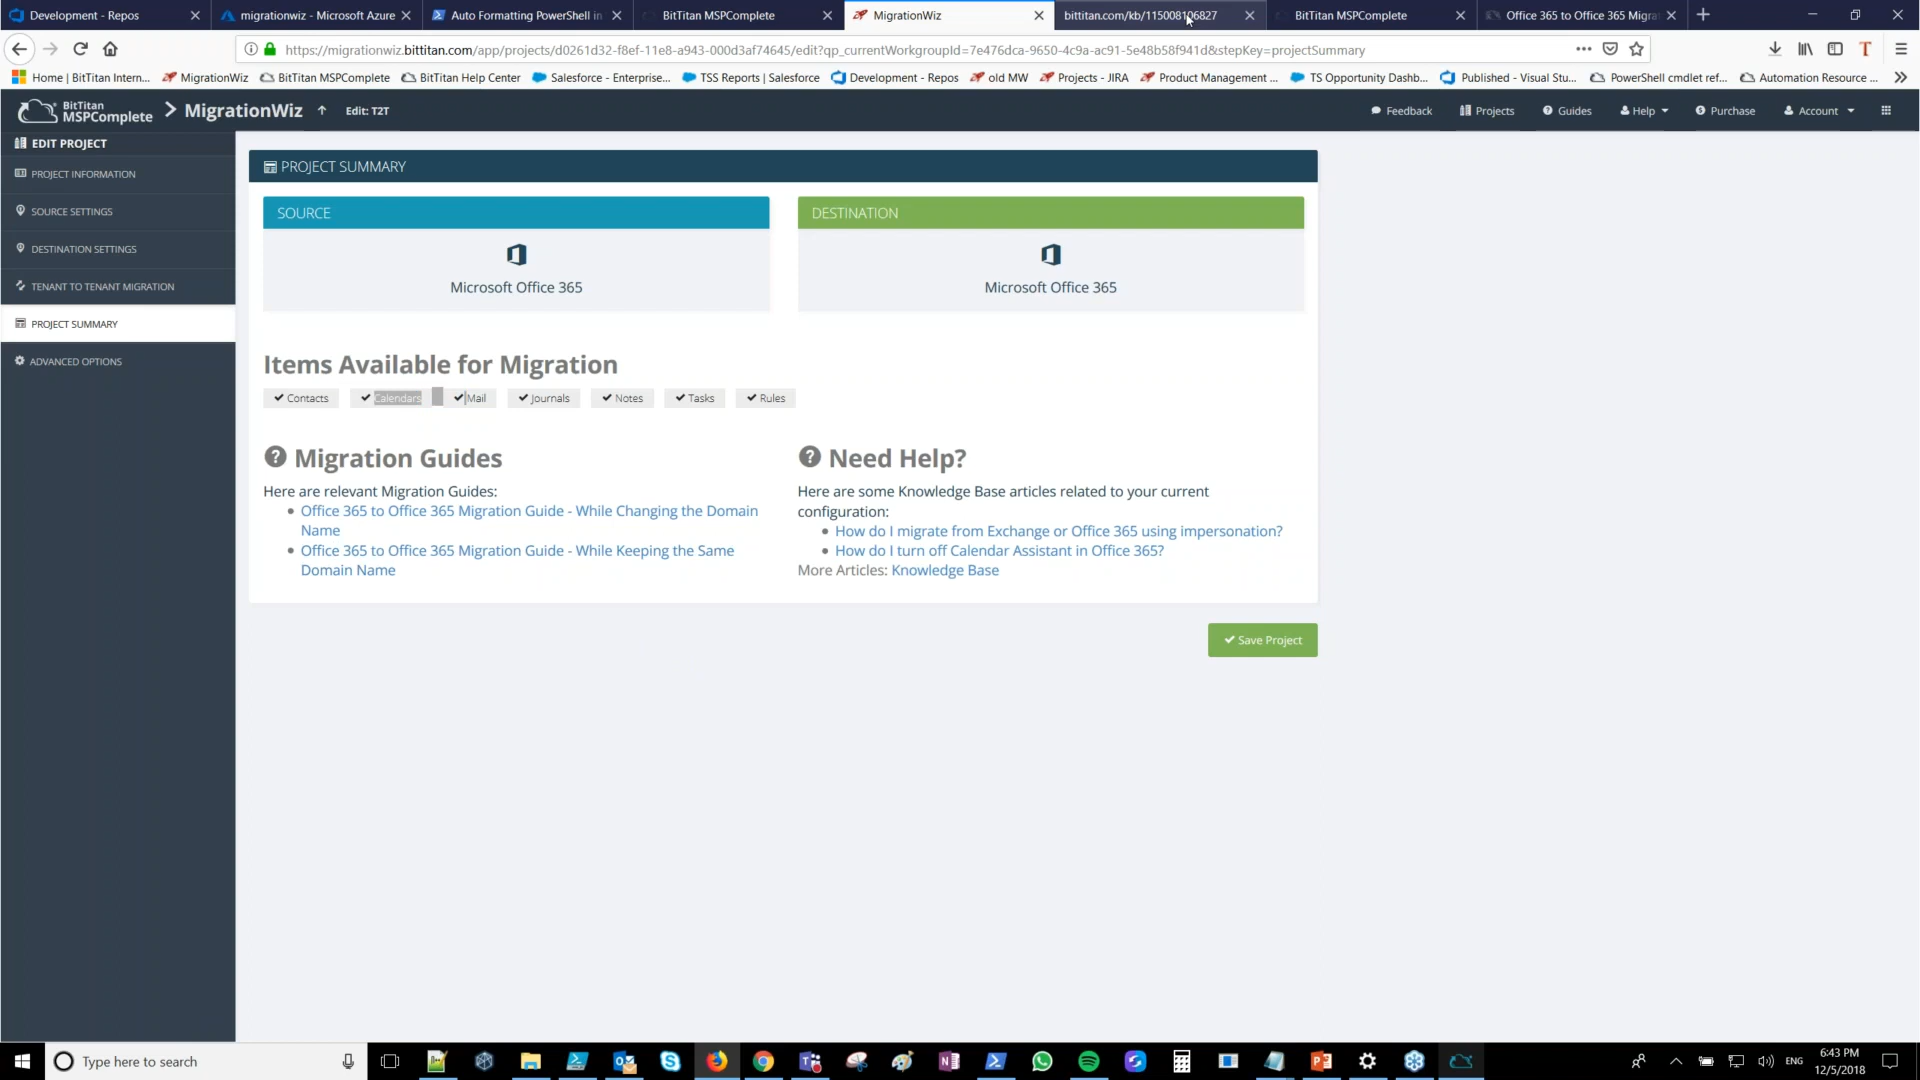 Development - Repos
migrationwiz - Microsoft Azure
Auto Formatting PowerShell in
BitTitan MSPComplete
MigrationWiz
bittitan.com/kb/115008106827
BitTitan MSPComplete
Office 365 to Office 365 Migra
https://migrationwiz.bittitan.com/app/projects/d0261d32-f8ef-11e8-a943-000d3af74645/edit?qp_currentWorkgroupId=7e476dca-9650-4c9a-ac91-5e48b58f941d&stepKey=projectSummary
Home | BitTitan Intern...
MigrationWiz
BitTitan MSPComplete
BitTitan Help Center
Salesforce - Enterprise...
TSS Reports | Salesforce
Development - Repos
old MW
Projects - JIRA
Product Management ...
TS Opportunity Dashb...
Published - Visual Stu...
PowerShell cmdlet ref...
Automation Resource ...
BitTitan
MSPComplete
MigrationWiz
Edit: T2T
Feedback
Projects
Guides
Help
Purchase
Account
EDIT PROJECT
PROJECT INFORMATION
SOURCE SETTINGS
DESTINATION SETTINGS
TENANT TO TENANT MIGRATION
PROJECT SUMMARY
ADVANCED OPTIONS
PROJECT SUMMARY
SOURCE
DESTINATION
Microsoft Office 365
Microsoft Office 365
Items Available for Migration
Contacts
Calendars
Mail
Journals
Notes
Tasks
Rules
Migration Guides
Here are relevant Migration Guides:
Office 365 to Office 365 Migration Guide - While Changing the Domain
Name
Office 365 to Office 365 Migration Guide - While Keeping the Same
Domain Name
Need Help?
Here are some Knowledge Base articles related to your current
configuration:
How do I migrate from Exchange or Office 365 using impersonation?
How do I turn off Calendar Assistant in Office 365?
More Articles: Knowledge Base
Save Project
Type here to search
ENG
6:43 PM
12/5/2018